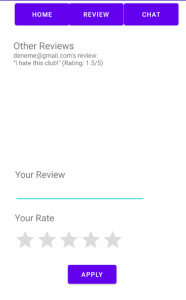 HOME REVIEW CHAT
Other Reviews
deneme@gmail.com's review:
"I hate this club!" (Rating: 1.5/5)
Your Review
Your Rate
APPLY